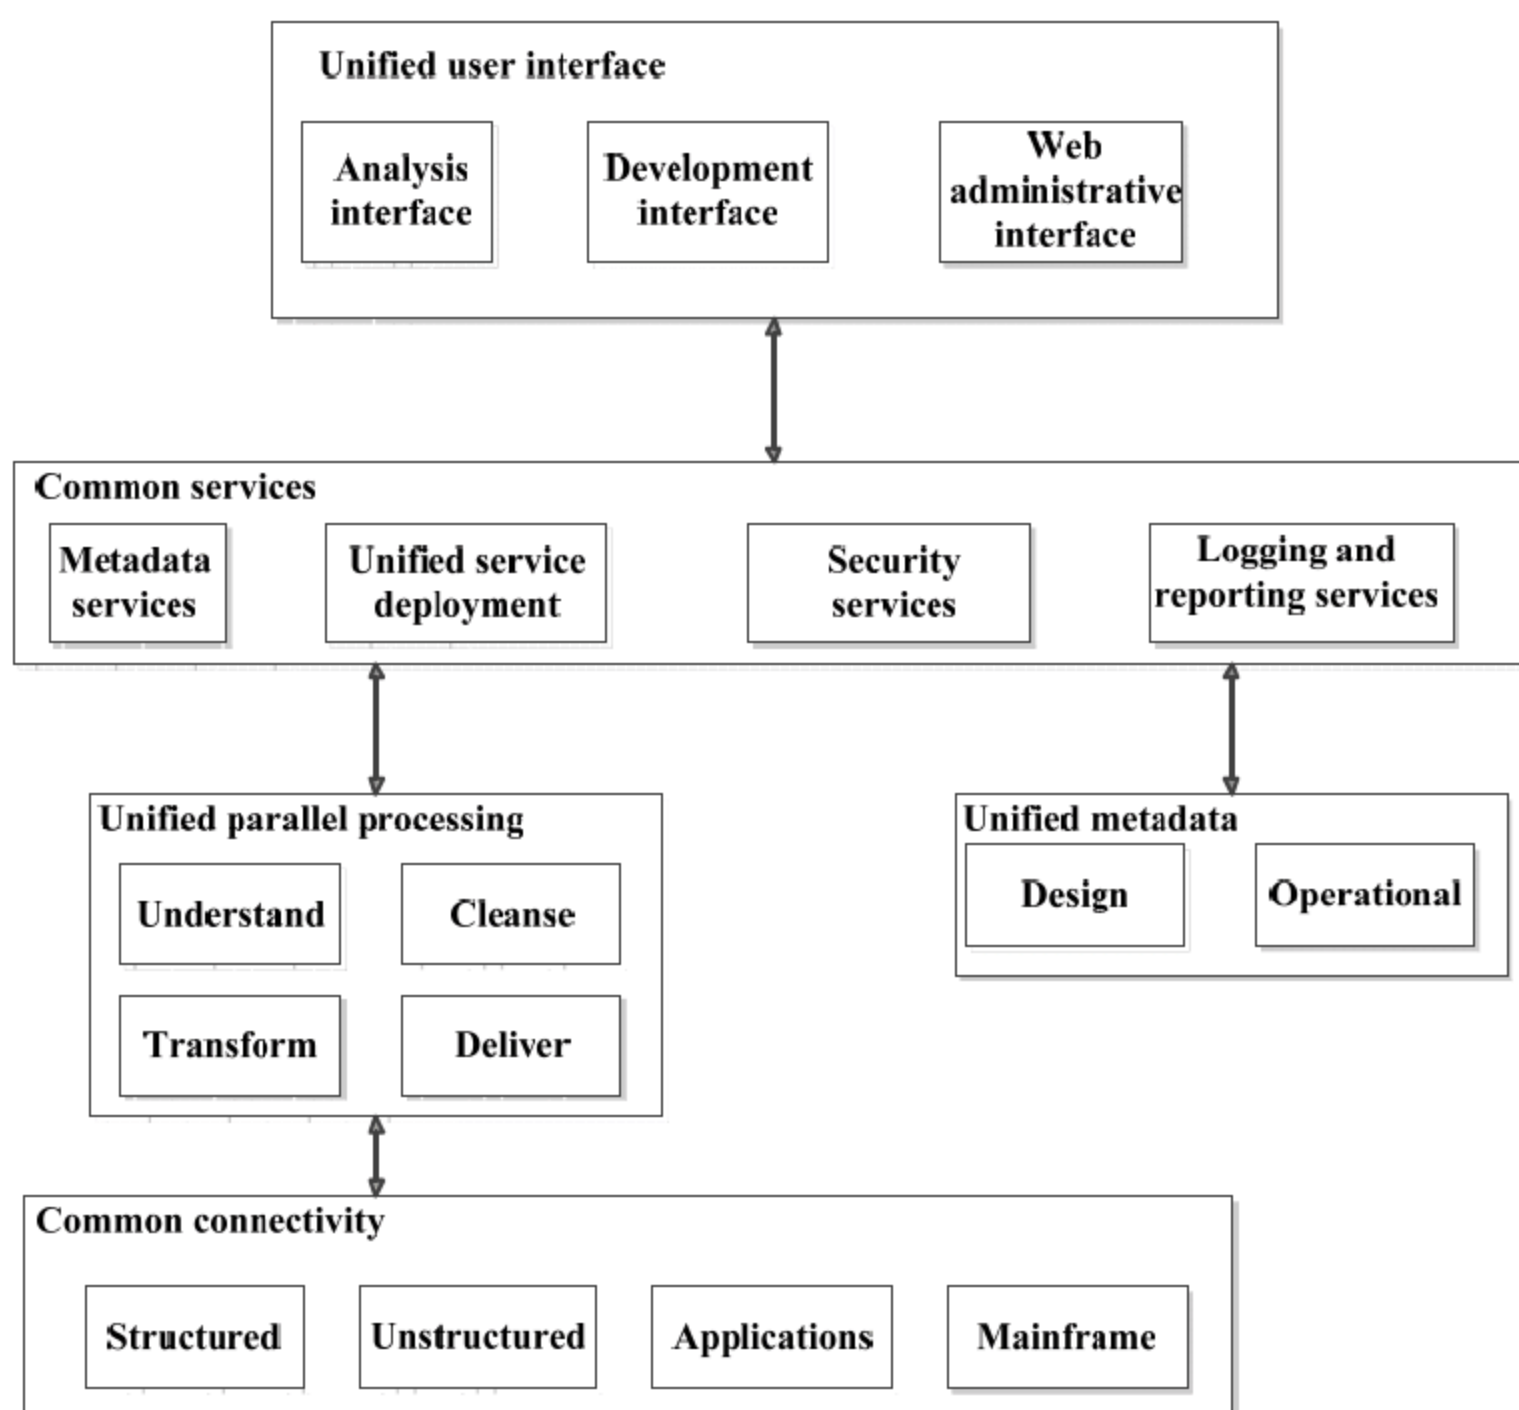 Unified user interface
Analysis
interface
Development
interface
Web
administrative
interface
Common services
Metadata
services
Unified service
deployment
Security
services
Logging and
reporting services
Unified parallel processing
Understand
Cleanse
Transform
Deliver
Unified metadata
Design
Operational
Common connectivity
Structured
Unstructured
Applications
Mainframe